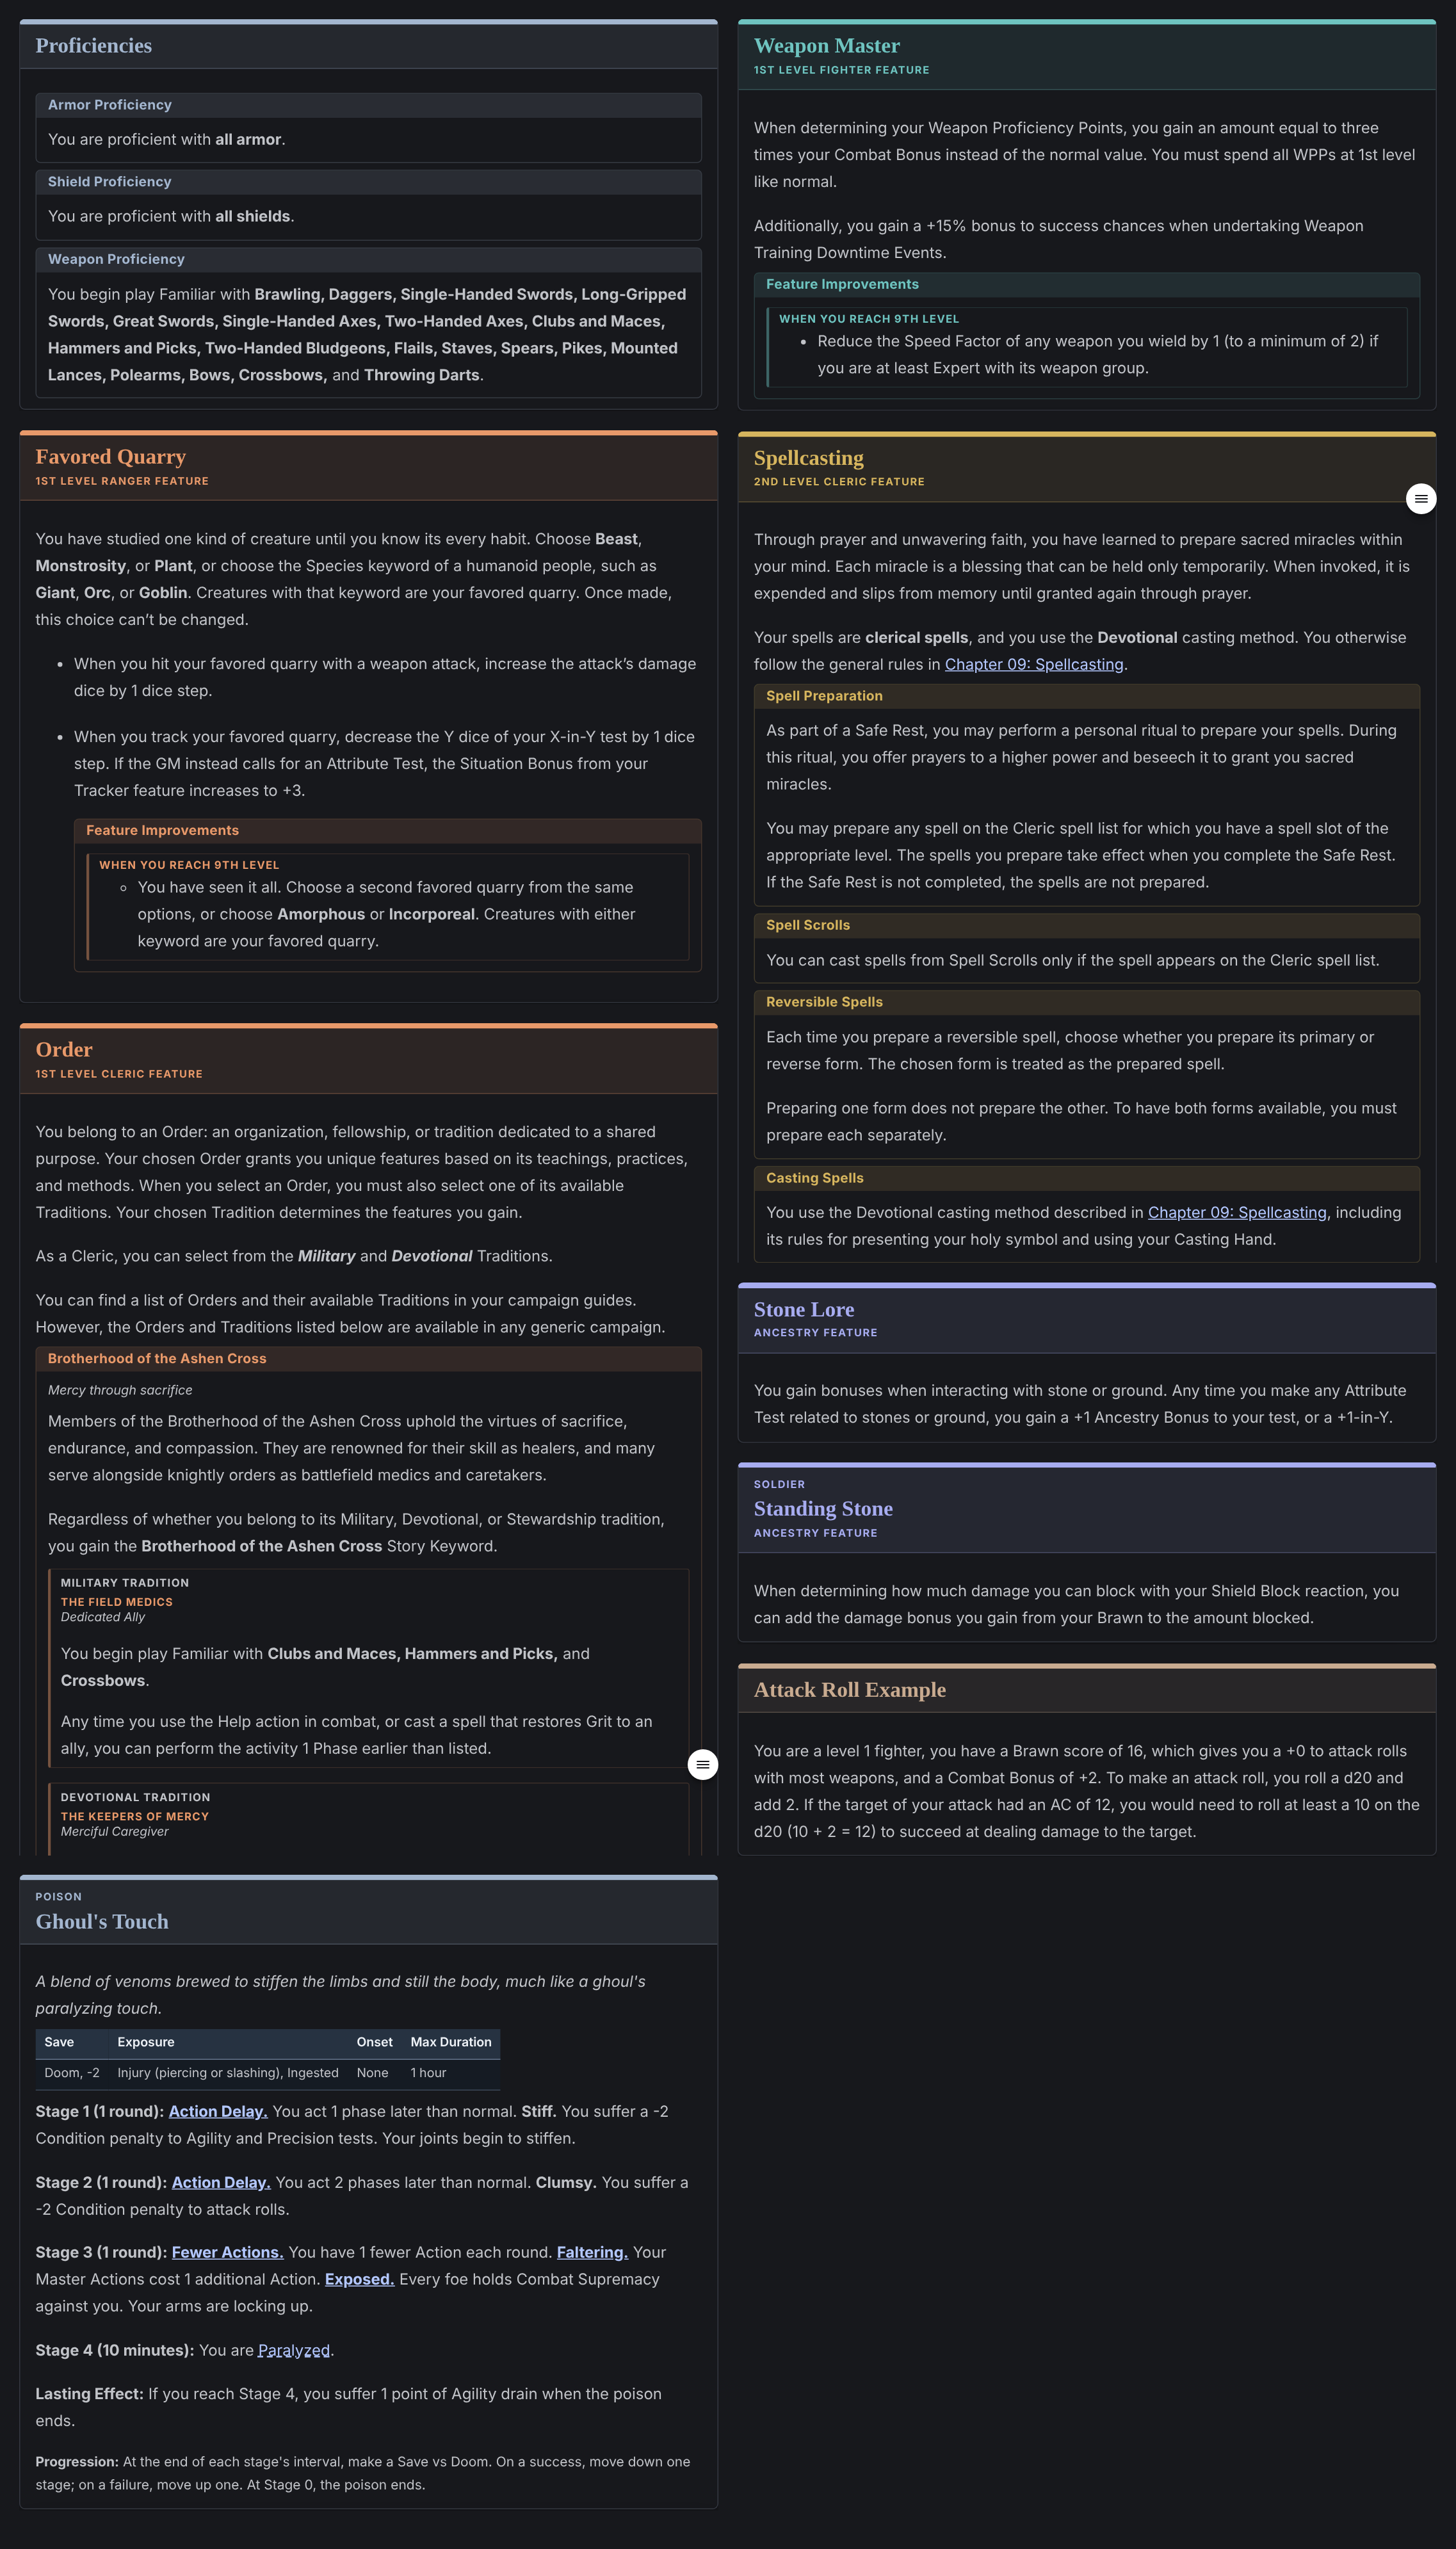 Proficiencies
Armor Proficiency
You are proficient with all armor.
Shield Proficiency
You are proficient with all shields.
Weapon Proficiency
You begin play Familiar with Brawling, Daggers, Single-Handed Swords, Long-Gripped
Swords, Great Swords, Single-Handed Axes, Two-Handed Axes, Clubs and Maces,
Hammers and Picks, Two-Handed Bludgeons, Flails, Staves, Spears, Pikes, Mounted
Lances, Polearms, Bows, Crossbows, and Throwing Darts.
Favored Quarry
1ST LEVEL RANGER FEATURE
You have studied one kind of creature until you know its every habit. Choose Beast,
Monstrosity, or Plant, or choose the Species keyword of a humanoid people, such as
Giant, Orc, or Goblin. Creatures with that keyword are your favored quarry. Once made,
this choice can’t be changed.
• When you hit your favored quarry with a weapon attack, increase the attack’s damage
dice by 1 dice step.
• When you track your favored quarry, decrease the Y dice of your X-in-Y test by 1 dice
step. If the GM instead calls for an Attribute Test, the Situation Bonus from your
Tracker feature increases to +3.
Feature Improvements
WHEN YOU REACH 9TH LEVEL
◦ You have seen it all. Choose a second favored quarry from the same
options, or choose Amorphous or Incorporeal. Creatures with either
keyword are your favored quarry.
Order
1ST LEVEL CLERIC FEATURE
You belong to an Order: an organization, fellowship, or tradition dedicated to a shared
purpose. Your chosen Order grants you unique features based on its teachings, practices,
and methods. When you select an Order, you must also select one of its available
Traditions. Your chosen Tradition determines the features you gain.
As a Cleric, you can select from the Military and Devotional Traditions.
You can find a list of Orders and their available Traditions in your campaign guides.
However, the Orders and Traditions listed below are available in any generic campaign.
Brotherhood of the Ashen Cross
Mercy through sacrifice
Members of the Brotherhood of the Ashen Cross uphold the virtues of sacrifice,
endurance, and compassion. They are renowned for their skill as healers, and many
serve alongside knightly orders as battlefield medics and caretakers.
Regardless of whether you belong to its Military, Devotional, or Stewardship tradition,
you gain the Brotherhood of the Ashen Cross Story Keyword.
MILITARY TRADITION
THE FIELD MEDICS
Dedicated Ally
You begin play Familiar with Clubs and Maces, Hammers and Picks, and
Crossbows.
Any time you use the Help action in combat, or cast a spell that restores Grit to an
ally, you can perform the activity 1 Phase earlier than listed.
DEVOTIONAL TRADITION
THE KEEPERS OF MERCY
Merciful Caregiver
POISON
Ghoul's Touch
A blend of venoms brewed to stiffen the limbs and still the body, much like a ghoul's
paralyzing touch.
Save Exposure Onset Max Duration
Doom, -2 Injury (piercing or slashing), Ingested None 1 hour
Stage 1 (1 round): Action Delay. You act 1 phase later than normal. Stiff. You suffer a -2
Condition penalty to Agility and Precision tests. Your joints begin to stiffen.
Stage 2 (1 round): Action Delay. You act 2 phases later than normal. Clumsy. You suffer a
-2 Condition penalty to attack rolls.
Stage 3 (1 round): Fewer Actions. You have 1 fewer Action each round. Faltering. Your
Master Actions cost 1 additional Action. Exposed. Every foe holds Combat Supremacy
against you. Your arms are locking up.
Stage 4 (10 minutes): You are Paralyzed.
Lasting Effect: If you reach Stage 4, you suffer 1 point of Agility drain when the poison
ends.
Progression: At the end of each stage's interval, make a Save vs Doom. On a success, move down one
stage; on a failure, move up one. At Stage 0, the poison ends.
Weapon Master
1ST LEVEL FIGHTER FEATURE
When determining your Weapon Proficiency Points, you gain an amount equal to three
times your Combat Bonus instead of the normal value. You must spend all WPPs at 1st level
like normal.
Additionally, you gain a +15% bonus to success chances when undertaking Weapon
Training Downtime Events.
Feature Improvements
WHEN YOU REACH 9TH LEVEL
• Reduce the Speed Factor of any weapon you wield by 1 (to a minimum of 2) if
you are at least Expert with its weapon group.
Spellcasting
2ND LEVEL CLERIC FEATURE
Through prayer and unwavering faith, you have learned to prepare sacred miracles within
your mind. Each miracle is a blessing that can be held only temporarily. When invoked, it is
expended and slips from memory until granted again through prayer.
Your spells are clerical spells, and you use the Devotional casting method. You otherwise
follow the general rules in Chapter 09: Spellcasting.
Spell Preparation
As part of a Safe Rest, you may perform a personal ritual to prepare your spells. During
this ritual, you offer prayers to a higher power and beseech it to grant you sacred
miracles.
You may prepare any spell on the Cleric spell list for which you have a spell slot of the
appropriate level. The spells you prepare take effect when you complete the Safe Rest.
If the Safe Rest is not completed, the spells are not prepared.
Spell Scrolls
You can cast spells from Spell Scrolls only if the spell appears on the Cleric spell list.
Reversible Spells
Each time you prepare a reversible spell, choose whether you prepare its primary or
reverse form. The chosen form is treated as the prepared spell.
Preparing one form does not prepare the other. To have both forms available, you must
prepare each separately.
Casting Spells
You use the Devotional casting method described in Chapter 09: Spellcasting, including
its rules for presenting your holy symbol and using your Casting Hand.
Stone Lore
ANCESTRY FEATURE
You gain bonuses when interacting with stone or ground. Any time you make any Attribute
Test related to stones or ground, you gain a +1 Ancestry Bonus to your test, or a +1-in-Y.
SOLDIER
Standing Stone
ANCESTRY FEATURE
When determining how much damage you can block with your Shield Block reaction, you
can add the damage bonus you gain from your Brawn to the amount blocked.
Attack Roll Example
You are a level 1 fighter, you have a Brawn score of 16, which gives you a +0 to attack rolls
with most weapons, and a Combat Bonus of +2. To make an attack roll, you roll a d20 and
add 2. If the target of your attack had an AC of 12, you would need to roll at least a 10 on the
d20 (10 + 2 = 12) to succeed at dealing damage to the target.